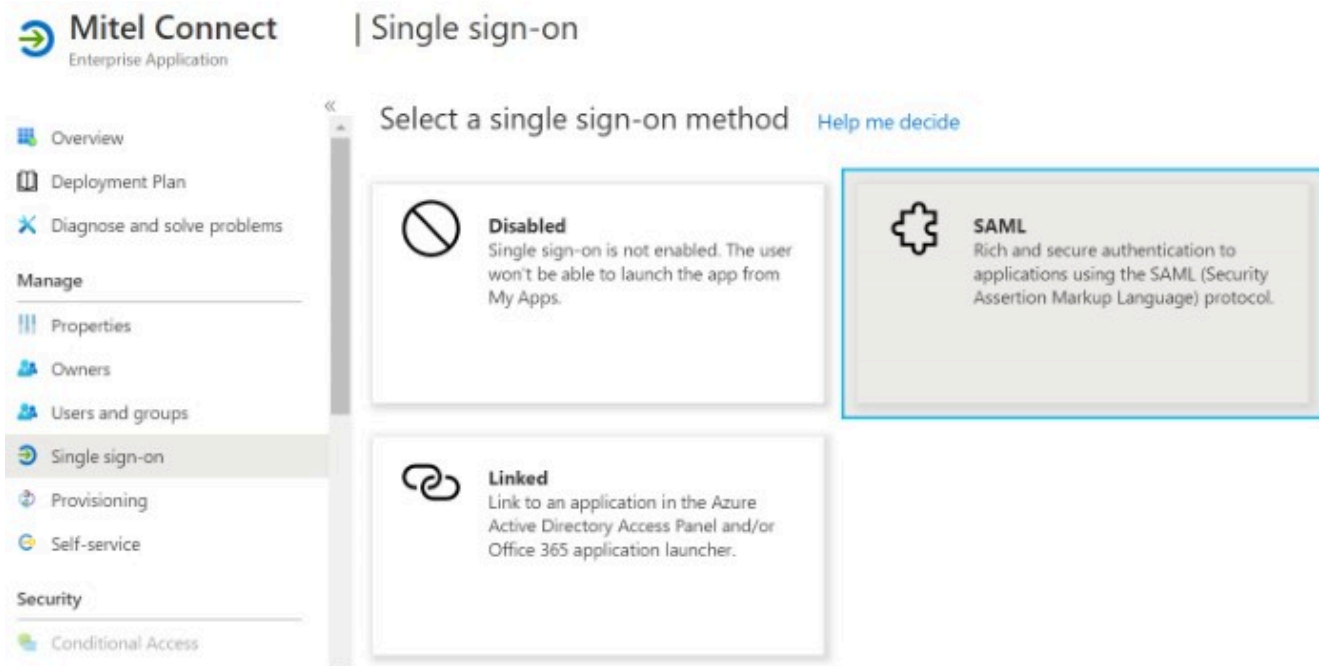 Mitel Connect | Single sign-on
Enterprise Application
Overview
Deployment Plan
Diagnose and solve problems
Manage
Properties
Owners
Users and groups
Single sign-on
Provisioning
Self-service
Security
Conditional Access
Select a single sign-on method Help me decide
Disabled
Single sign-on is not enabled. The user
won't be able to launch the app from
My Apps.
SAML
Rich and secure authentication to
applications using the SAML (Security
Assertion Markup Language) protocol.
Linked
Link to an application in the Azure
Active Directory Access Panel and/or
Office 365 application launcher.